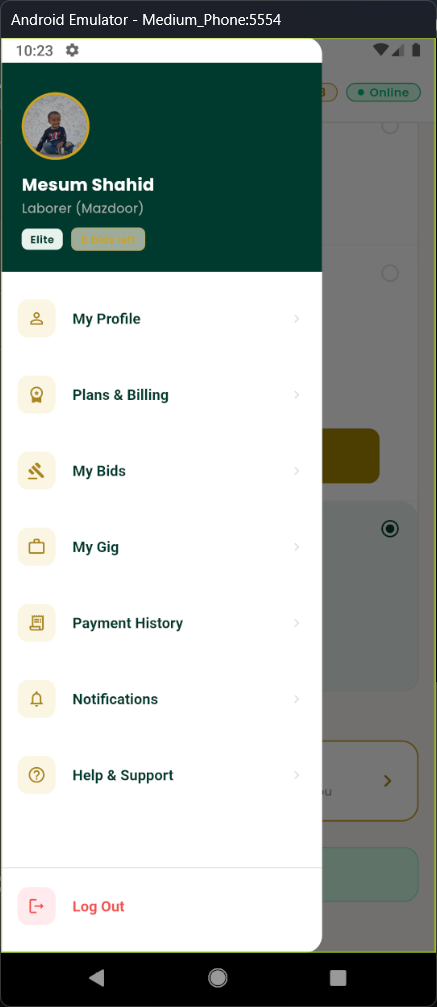 Android Emulator - Medium_Phone:5554
10:23
Online
Mesum Shahid
Laborer (Mazdoor)
Elite
My Profile
Plans & Billing
My Bids
My Gig
Payment History
Notifications
Help & Support
Log Out